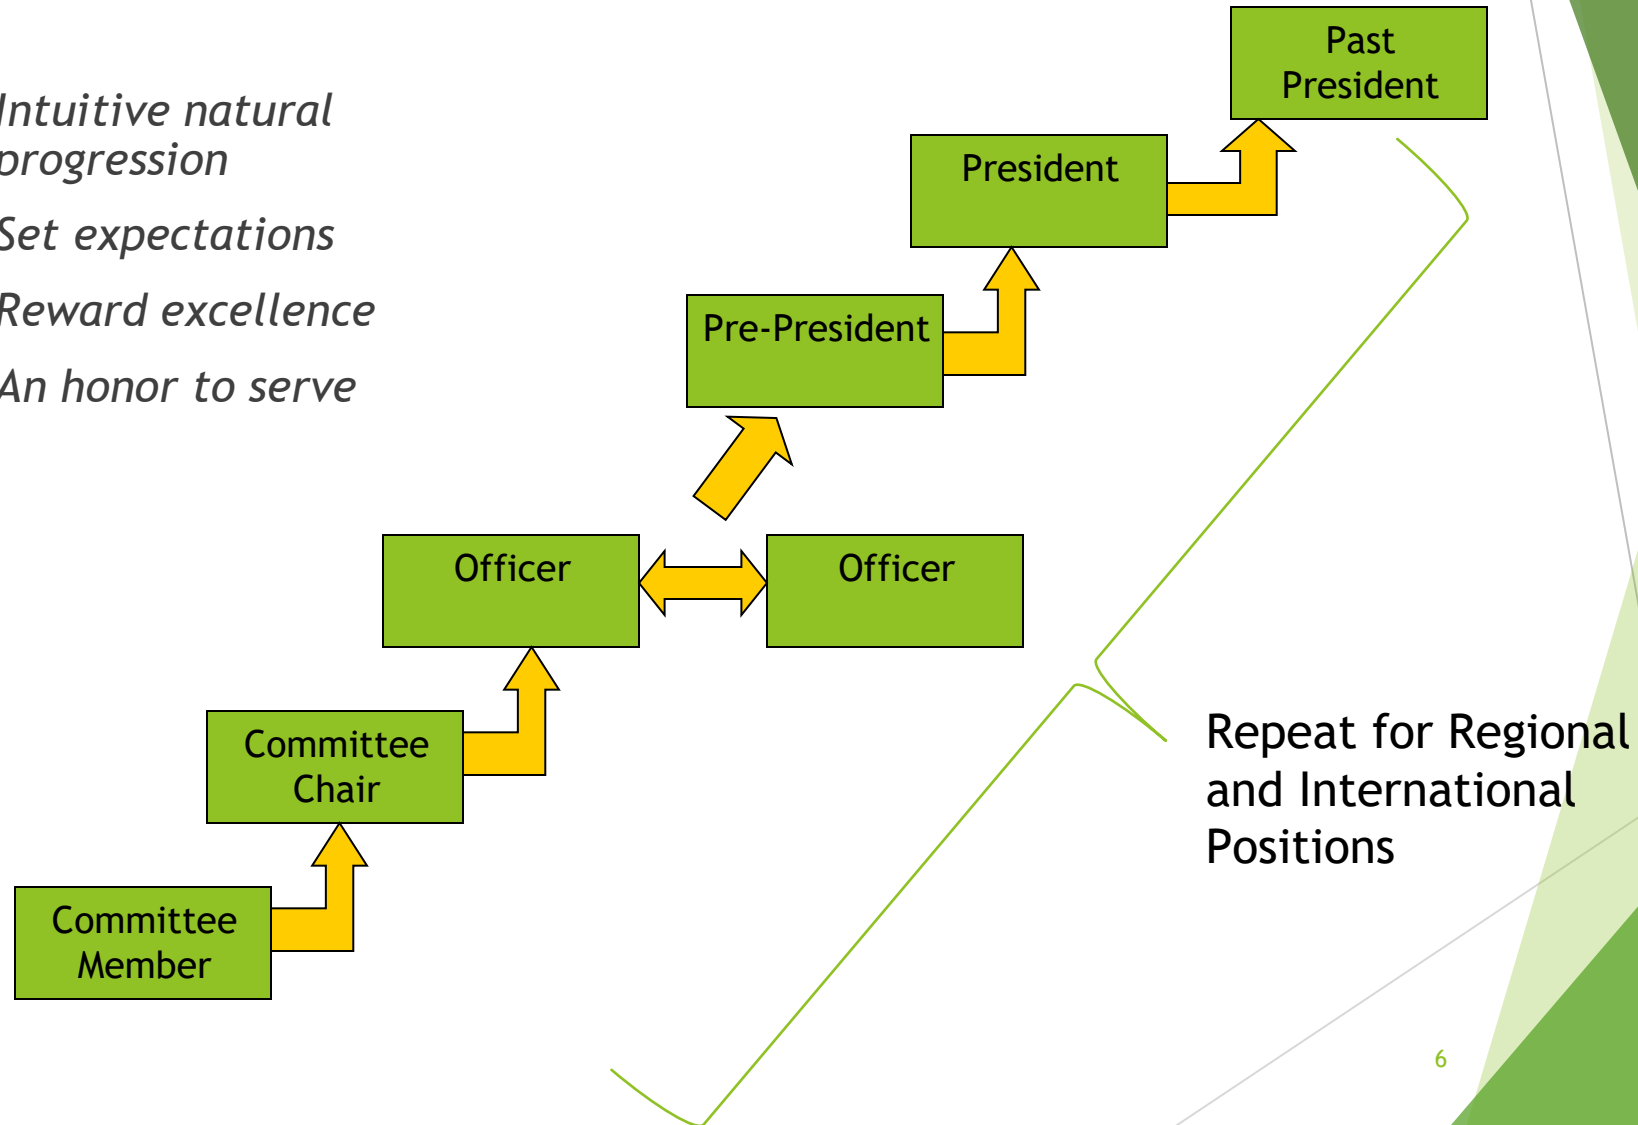 Intuitive natural
progression
Set expectations
Reward excellence
An honor to serve
Past
President
President
Pre-President
Officer
Officer
Committee
Chair
Committee
Member
Repeat for Regional
and International
Positions
6